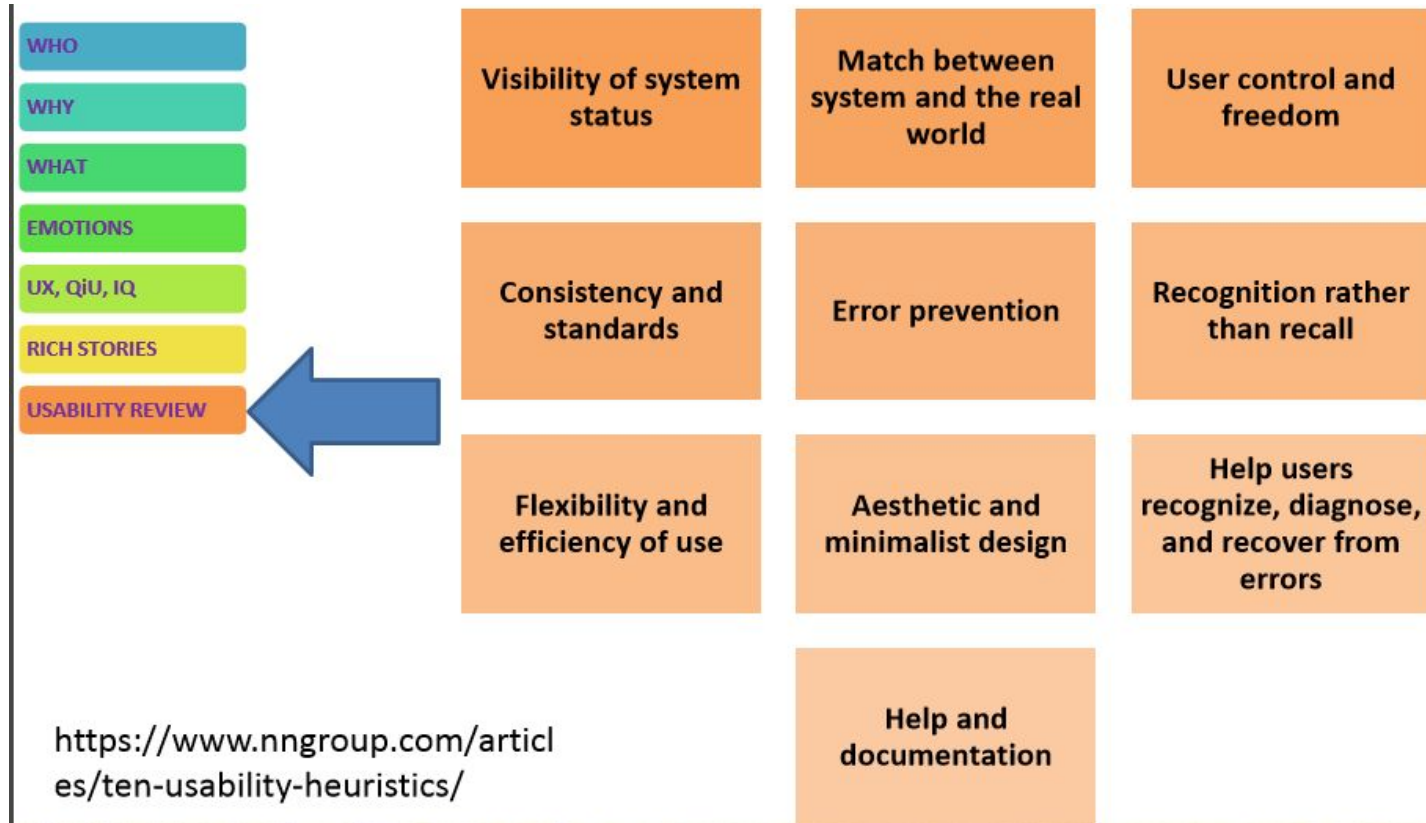 WHO
WHY
WHAT
EMOTIONS
UX, QiU, IQ
RICH STORIES
USABILITY REVIEW
Visibility of system
status
Match between
system and the real
world
User control and
freedom
Consistency and
standards
Error prevention
Recognition rather
than recall
Flexibility and
efficiency of use
Aesthetic and
minimalist design
Help users
recognize, diagnose,
and recover from
errors
Help and
documentation
https://www.nngroup.com/articl
es/ten-usability-heuristics/